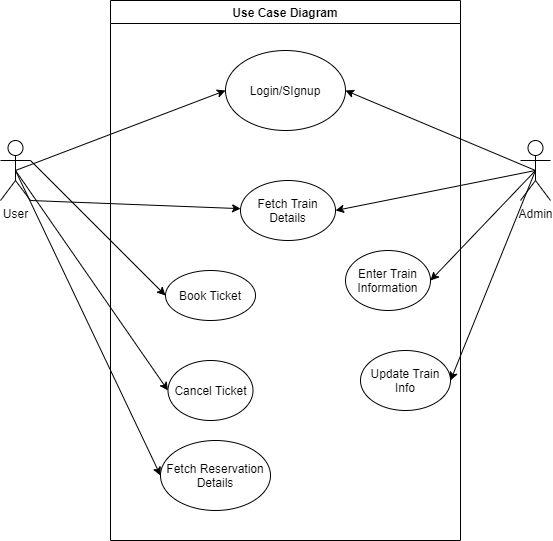 Use Case Diagram
Login/SIgnup
User
Admin
Fetch Train
Details
Book Ticket
Enter Train
Information
Cancel Ticket
Update Train
Info
Fetch Reservation
Details